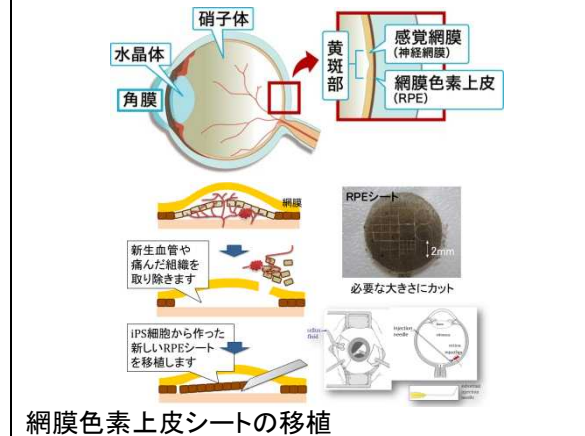 硝子体
水晶体
角膜
黄斑部
感覚網膜
(神経網膜)
網膜色素上皮
(RPE)
網膜
新生血管や
痛んだ組織を
取り除きます
iPS細胞から作った
新しいRPEシート
を移植します
RPEシート
2mm
必要な大きさにカット
fluid
injection
needle
網膜色素上皮シートの移植